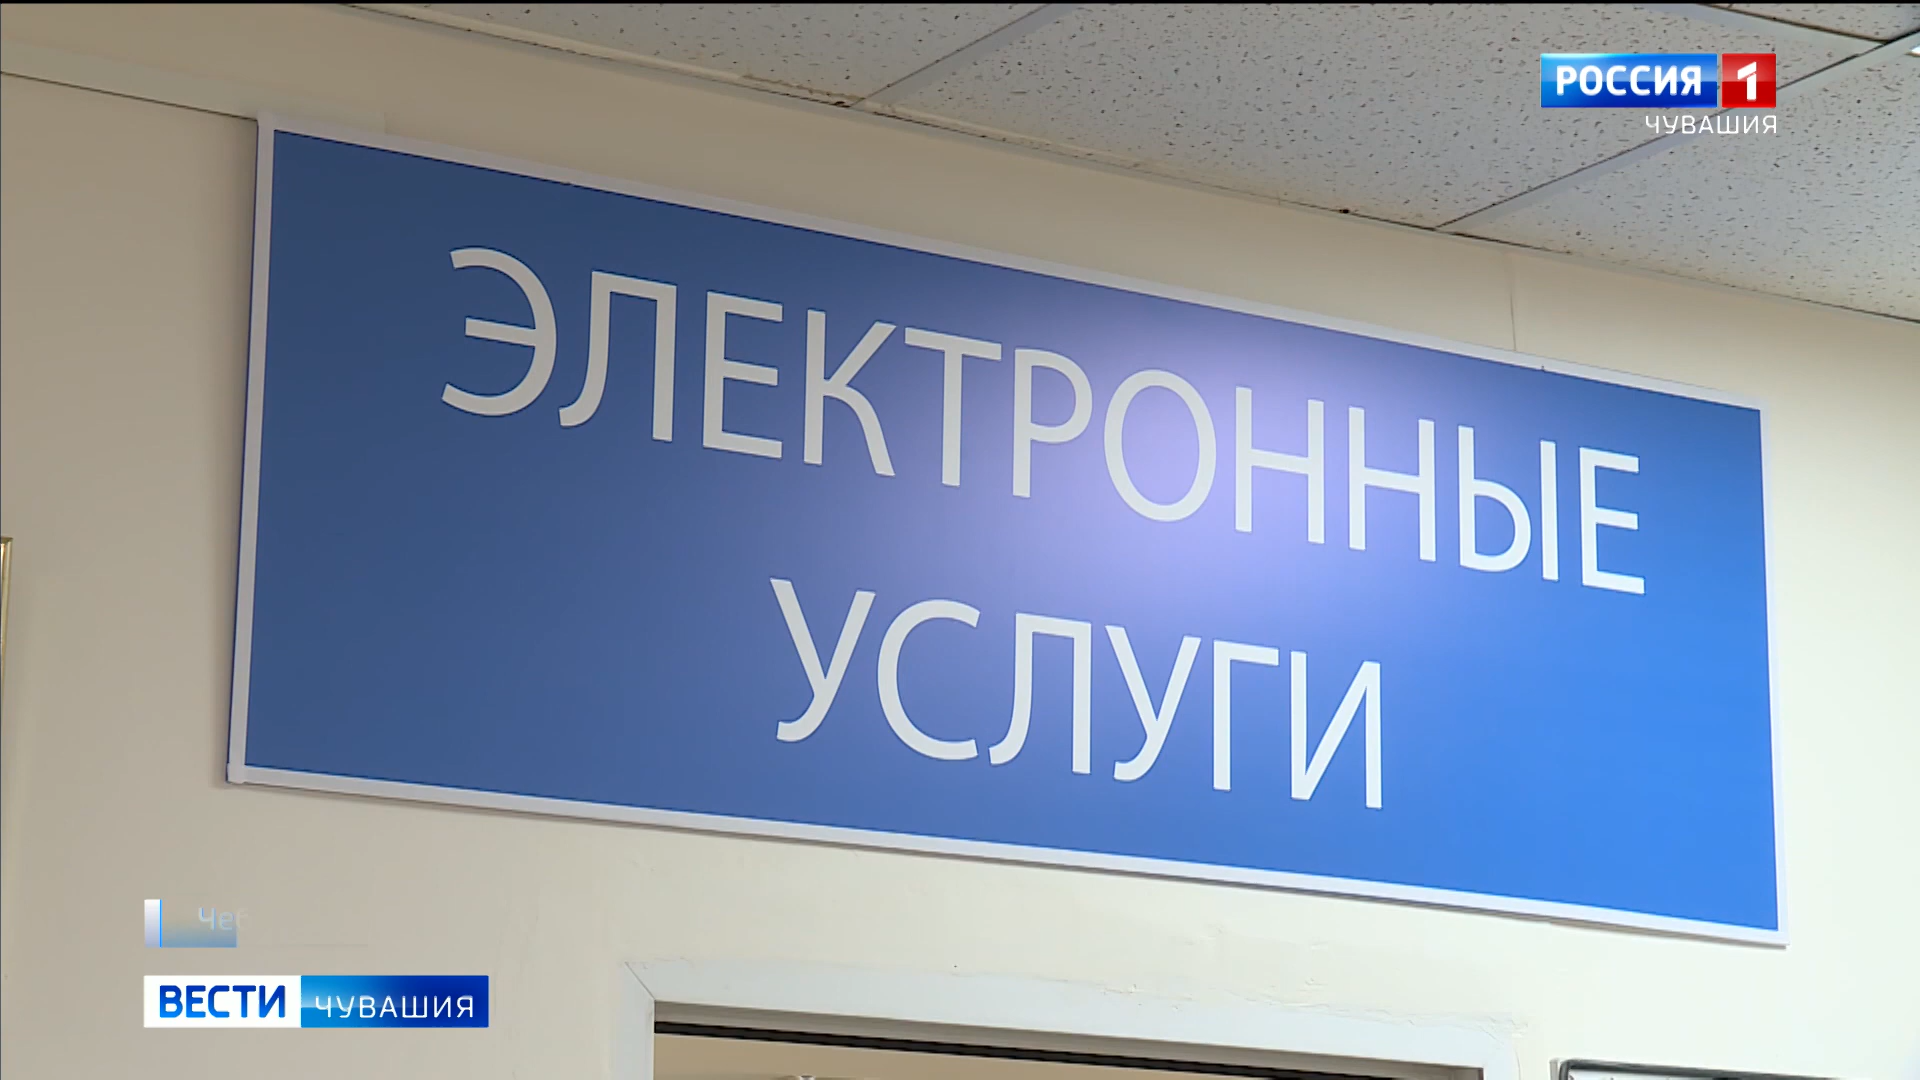 РОССИЯ 1
ЧУВАШИЯ
ЭЛЕКТРОННЫЕ
УСЛУГИ
ВЕСТИ ЧУВАШИЯ